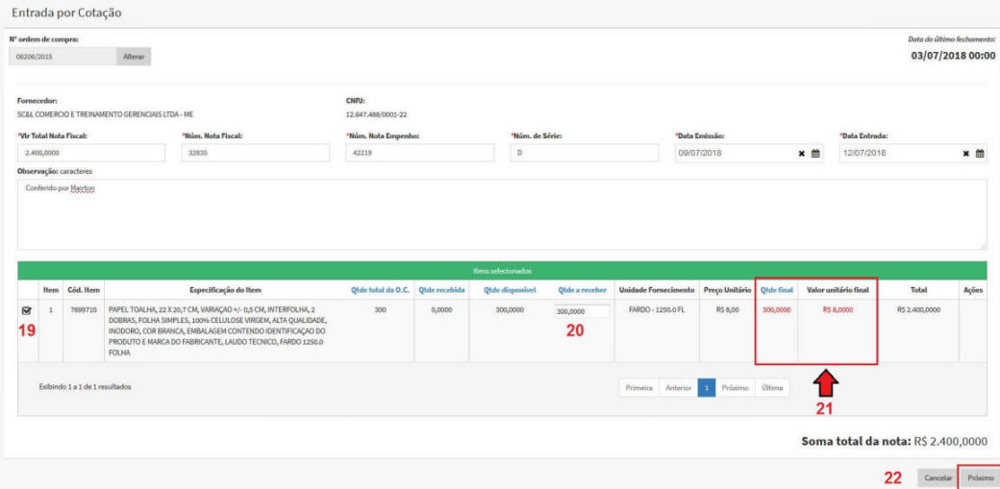 Entrada por Cotação
Nº ordem de compra:
Data do último fechamento:
06206/2015 Alterar
03/07/2018 00:00
Fornecedor: CNPJ:
SC&L COMERCIO E TREINAMENTO GERENCIAIS LTDA - ME 12.647.488/0001-22
*Vlr Total Nota Fiscal: *Núm. Nota Fiscal: *Núm. Nota Empenho: *Núm. de Série: *Data Emissão: *Data Entrada:
2.400,0000 32835 42219 D 09/07/2018 12/07/2018
Observação: caracteres
Conferido por Mairton
Itens selecionados
Item Cód. Item Especificação do Item Qtde total da O.C. Qtde recebida Qtde disponível Qtde a receber Unidade Fornecimento Preço Unitário Qtde final Valor unitário final Total Ações
1 7699710 PAPEL TOALHA, 22 X 20,7 CM, VARIAÇAO +/- 0,5 CM, INTERFOLHA, 2 300 0,0000 300,0000 300,0000 FARDO - 1250.0 FL R$ 8,00 300,0000 R$ 8,0000 R$ 2.400,0000
DOBRAS, FOLHA SIMPLES, 100% CELULOSE VIRGEM, ALTA QUALIDADE,
19 INODORO, COR BRANCA, EMBALAGEM CONTENDO IDENTIFICAÇAO DO 20
PRODUTO E MARCA DO FABRICANTE, LAUDO TECNICO, FARDO 1250.0
FOLHA
Exibindo 1 a 1 de 1 resultados Primeira Anterior 1 Próximo Última
21
Soma total da nota: R$ 2.400,0000
22 Cancelar Próximo